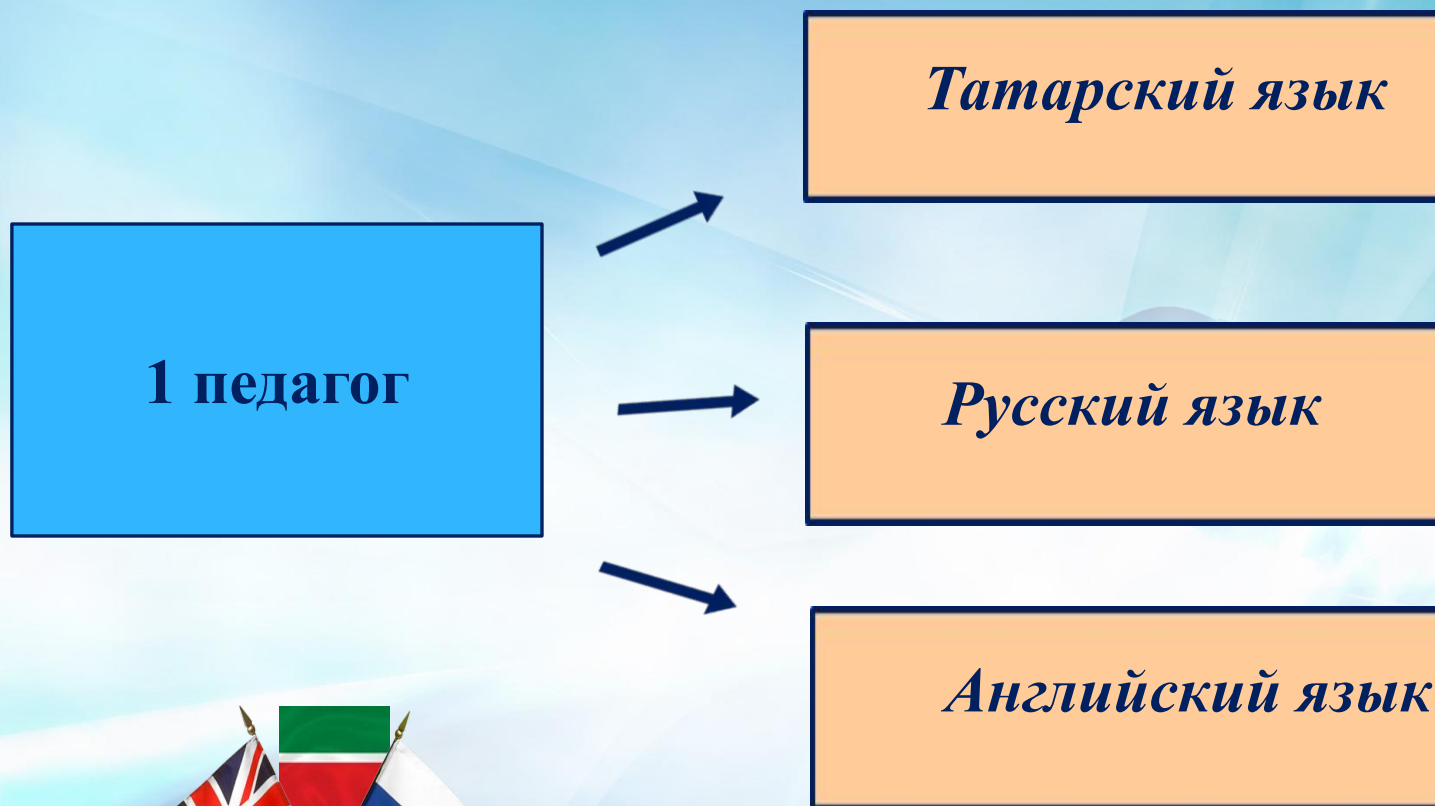 Татарский язык
1 педагог
Русский язык
Английский язык